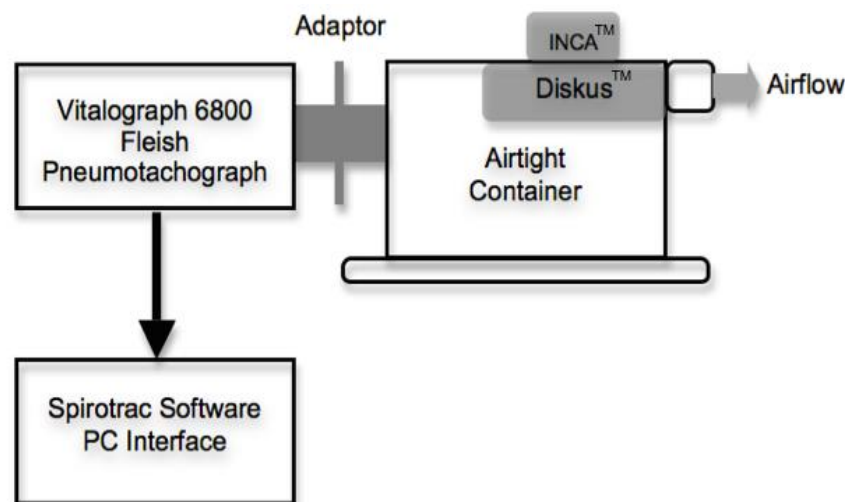 Adaptor
INCA™
Diskus™
Airflow
Vitalograph 6800
Fleish
Pneumotachograph
Airtight
Container
Spirotrac Software
PC Interface